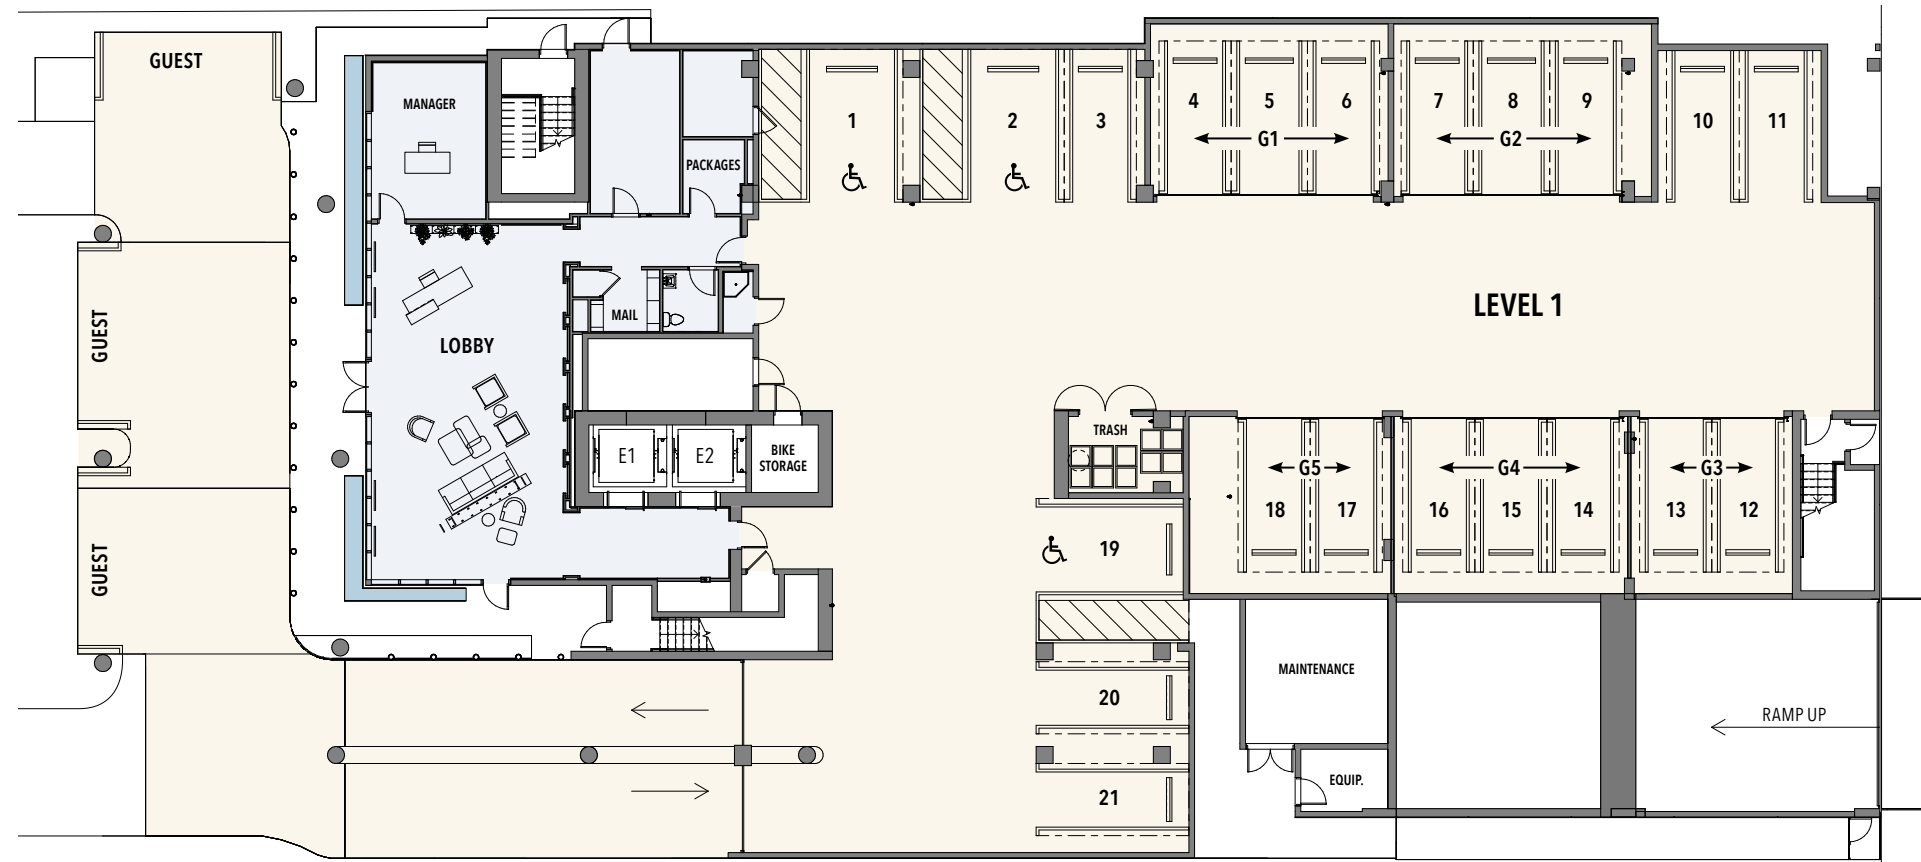 GUEST
MANAGER
PACKAGES
1
2
3
4
5
6
G1
7
8
9
G2
10
11
GUEST
MAIL
LOBBY
LEVEL 1
E1
E2
BIKE
STORAGE
TRASH
G5
18
17
G4
16
15
14
G3
13
12
19
GUEST
20
21
MAINTENANCE
EQUIP.
RAMP UP